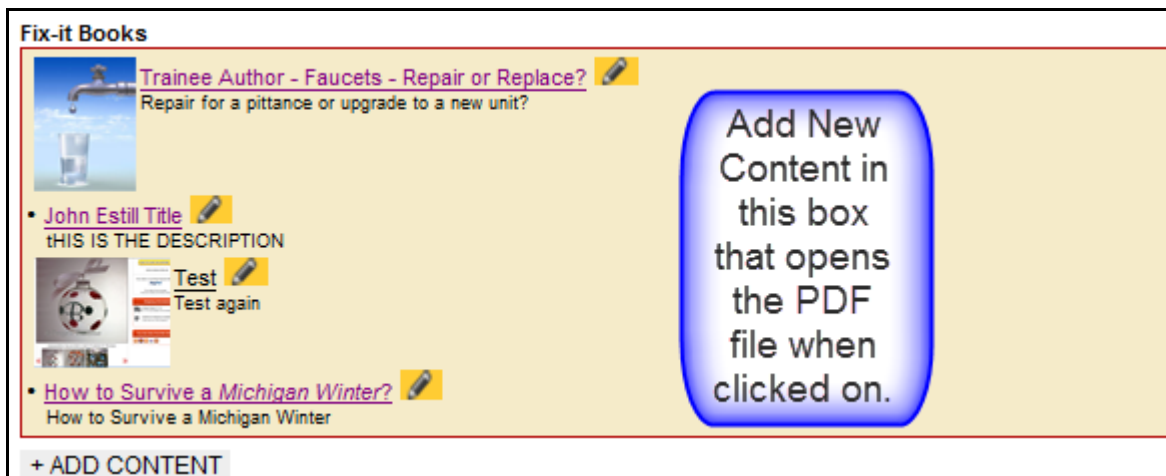 Fix-it Books
Trainee Author - Faucets - Repair or Replace?
Repair for a pittance or upgrade to a new unit?
• John Estill Title
tHIS IS THE DESCRIPTION
Test
Test again
• How to Survive a Michigan Winter?
How to Survive a Michigan Winter
+ ADD CONTENT
Add New
Content in
this box
that opens
the PDF
file when
clicked on.